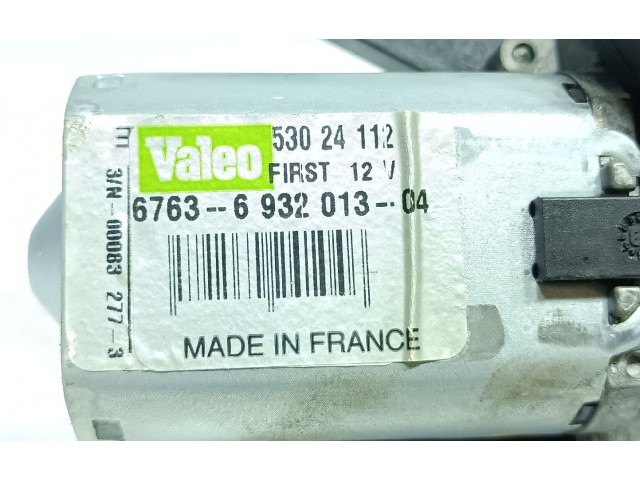 Valeo
530 24 112
FIRST 12 V
6763--6 932 013--04
MADE IN FRANCE
E 3/N-00083 277-3